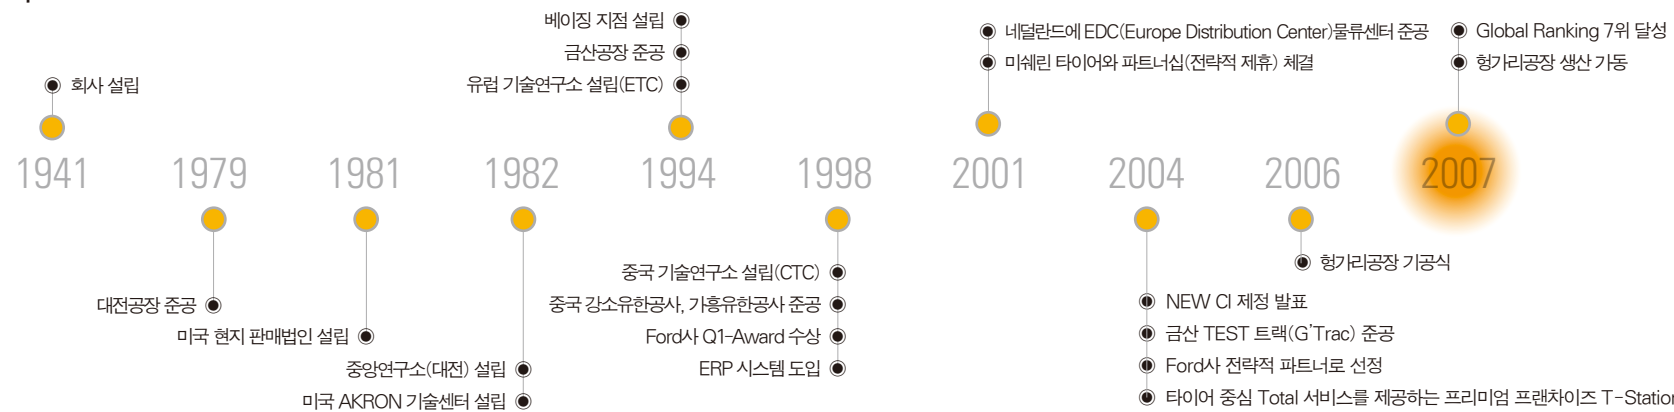 베이징 지점 설립
금산공장 준공
유럽 기술연구소 설립(ETC)
회사 설립
네덜란드에 EDC(Europe Distribution Center)물류센터 준공
미쉐린 타이어와 파트너십(전략적 제휴) 체결
Global Ranking 7위 달성
헝가리공장 생산 가동
1941 1979 1981 1982 1994 1998 2001 2004 2006 2007
대전공장 준공
미국 현지 판매법인 설립
중앙연구소(대전) 설립
미국 AKRON 기술센터 설립
중국 기술연구소 설립(CTC)
중국 강소유한공사, 가흥유한공사 준공
Ford사 Q1-Award 수상
ERP 시스템 도입
헝가리공장 기공식
NEW CI 제정 발표
금산 TEST 트랙(G'Trac) 준공
Ford사 전략적 파트너로 선정
타이어 중심 Total 서비스를 제공하는 프리미엄 프랜차이즈 T-Station